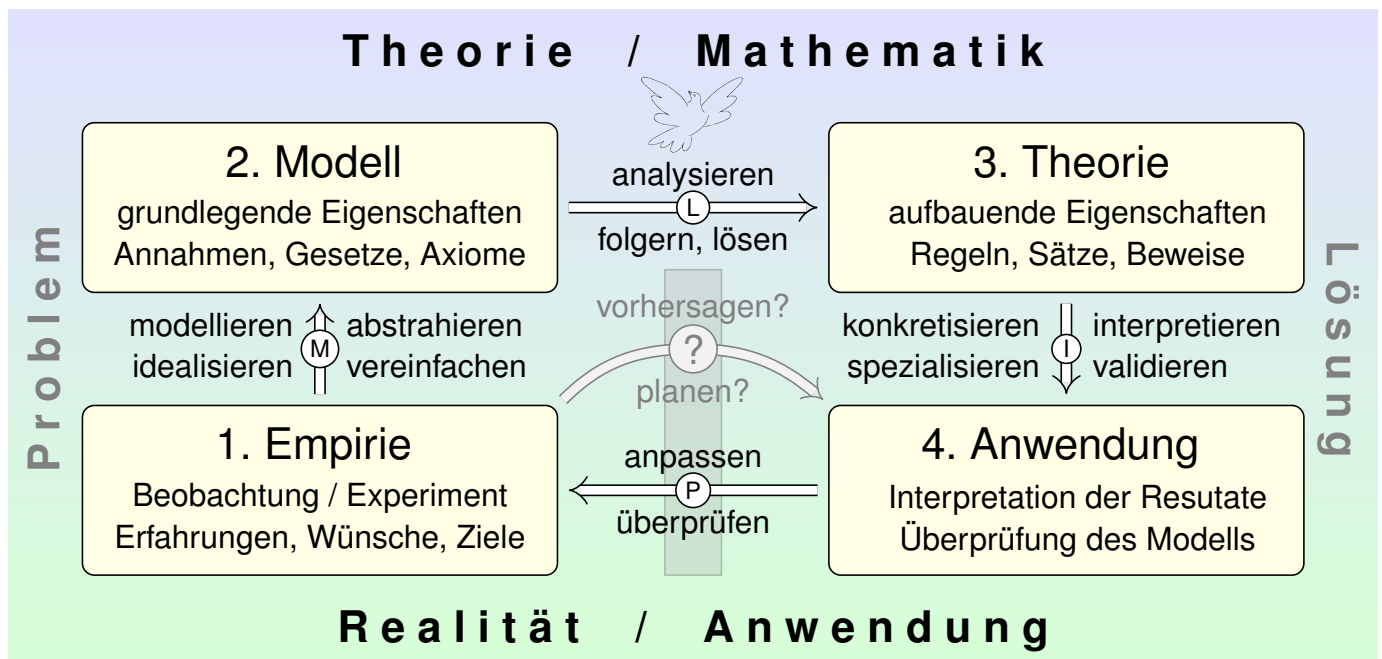 Theorie / Mathematik
2. Modell
grundlegende Eigenschaften
Annahmen, Gesetze, Axiome
analysieren
L
folgern, lösen
3. Theorie
aufbauende Eigenschaften
Regeln, Sätze, Beweise
Problem
Lösung
modellieren
idealisieren
M
abstrahieren
vereinfachen
vorhersagen?
?
planen?
konkretisieren
spezialisieren
I
interpretieren
validieren
1. Empirie
Beobachtung / Experiment
Erfahrungen, Wünsche, Ziele
anpassen
P
überprüfen
4. Anwendung
Interpretation der Resutate
Überprüfung des Modells
Realität / Anwendung